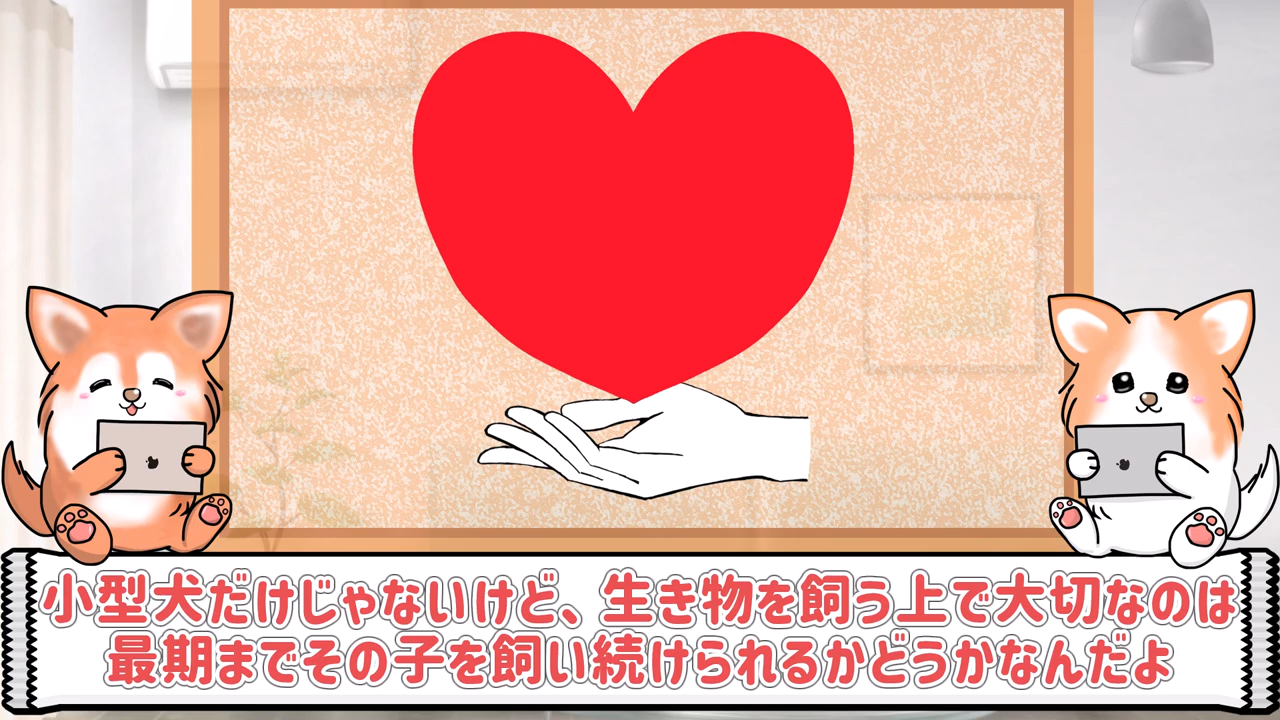 小型犬だけじゃないけど、生き物を飼う上で大切なのは
最期までその子を飼い続けられるかどうかなんだよ